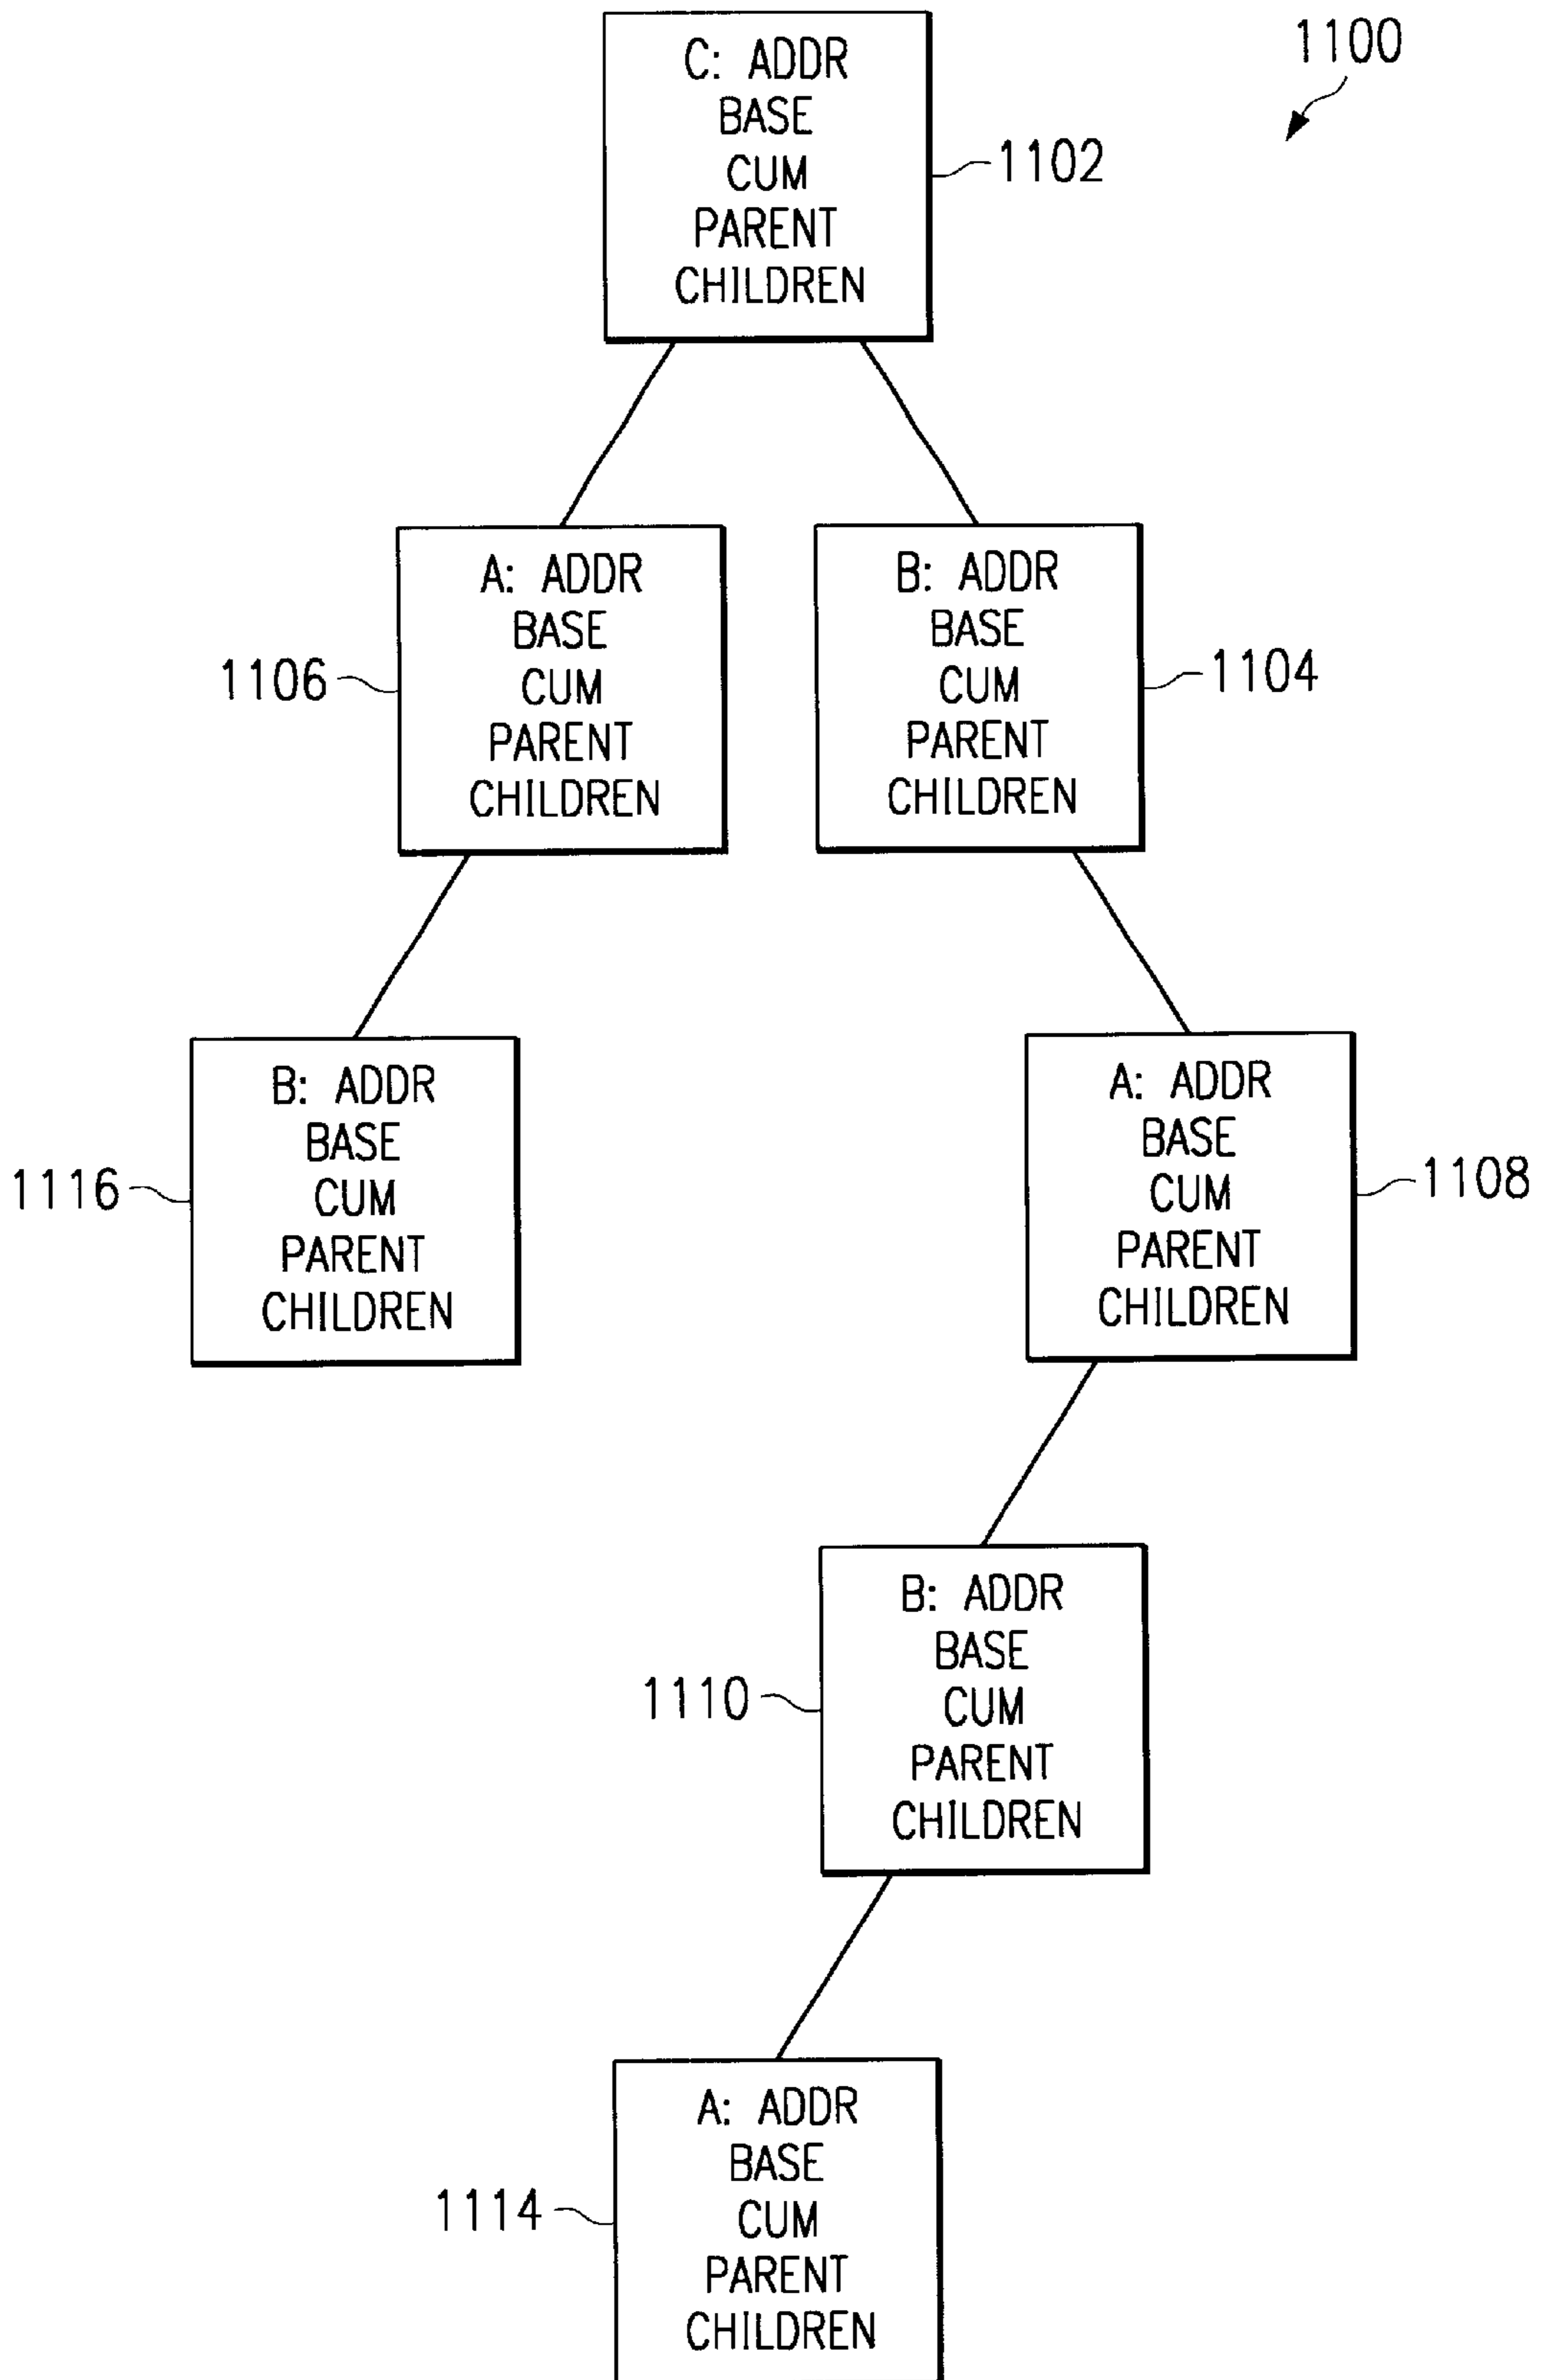 1100
C: ADDR
BASE
CUM
PARENT
CHILDREN
1102
A: ADDR
BASE
CUM
PARENT
CHILDREN
1106
B: ADDR
BASE
CUM
PARENT
CHILDREN
1104
B: ADDR
BASE
CUM
PARENT
CHILDREN
1116
A: ADDR
BASE
CUM
PARENT
CHILDREN
1108
B: ADDR
BASE
CUM
PARENT
CHILDREN
1110
A: ADDR
BASE
CUM
PARENT
CHILDREN
1114